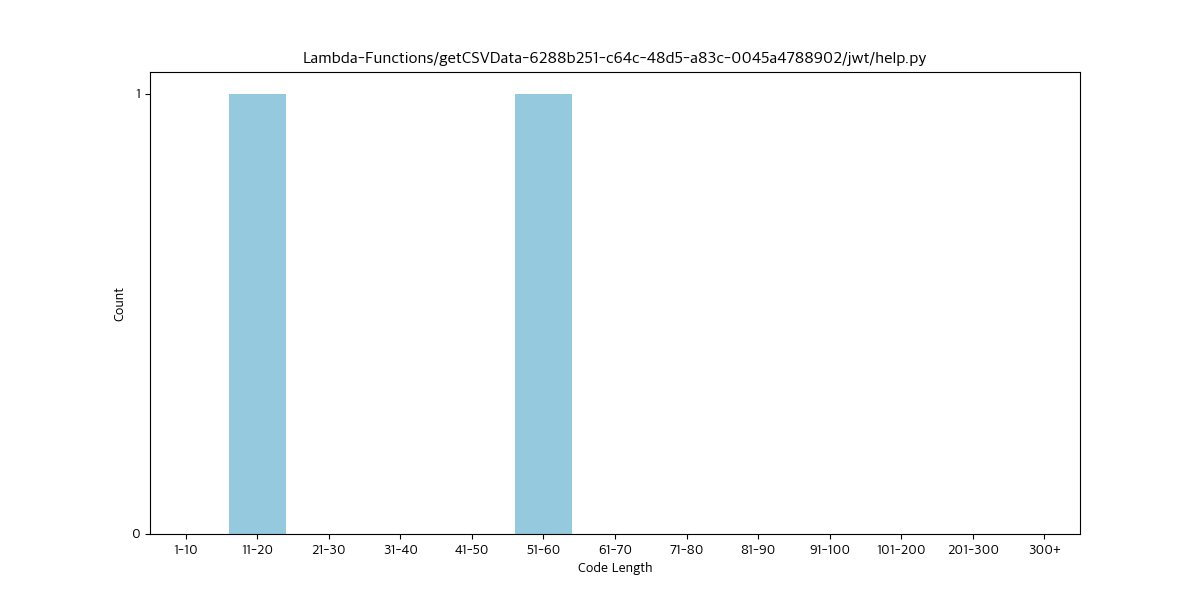 Lambda-Functions/getCSVData-6288b251-c64c-48d5-a83c-0045a4788902/jwt/help.py
1
Count
0
1-10 11-20 21-30 31-40 41-50 51-60 61-70 71-80 81-90 91-100 101-200 201-300 300+
Code Length